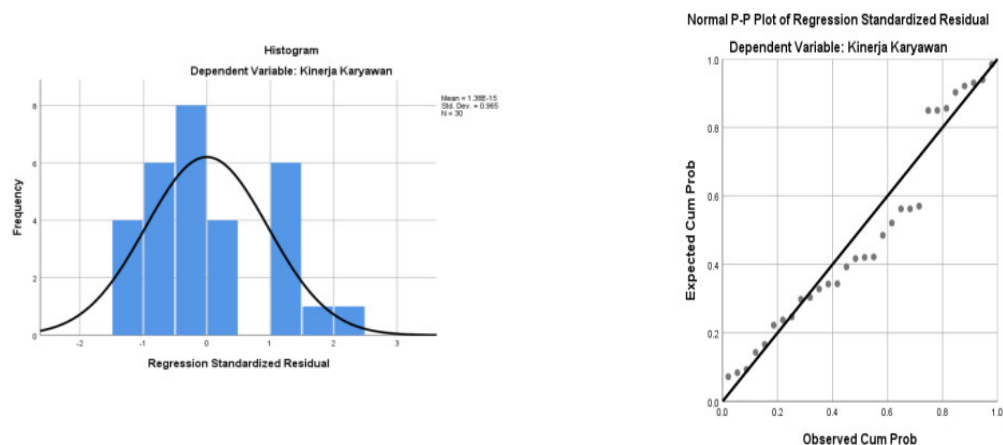 Histogram
Dependent Variable: Kinerja Karyawan
Mean = 1.38E-15
Std. Dev. = 0.965
N = 30
Frequency
8
6
4
2
0
-2
-1
0
1
2
3
Regression Standardized Residual
Normal P-P Plot of Regression Standardized Residual
Dependent Variable: Kinerja Karyawan
Expected Cum Prob
1.0
0.8
0.6
0.4
0.2
0.0
0.0
0.2
0.4
0.6
0.8
1.0
Observed Cum Prob